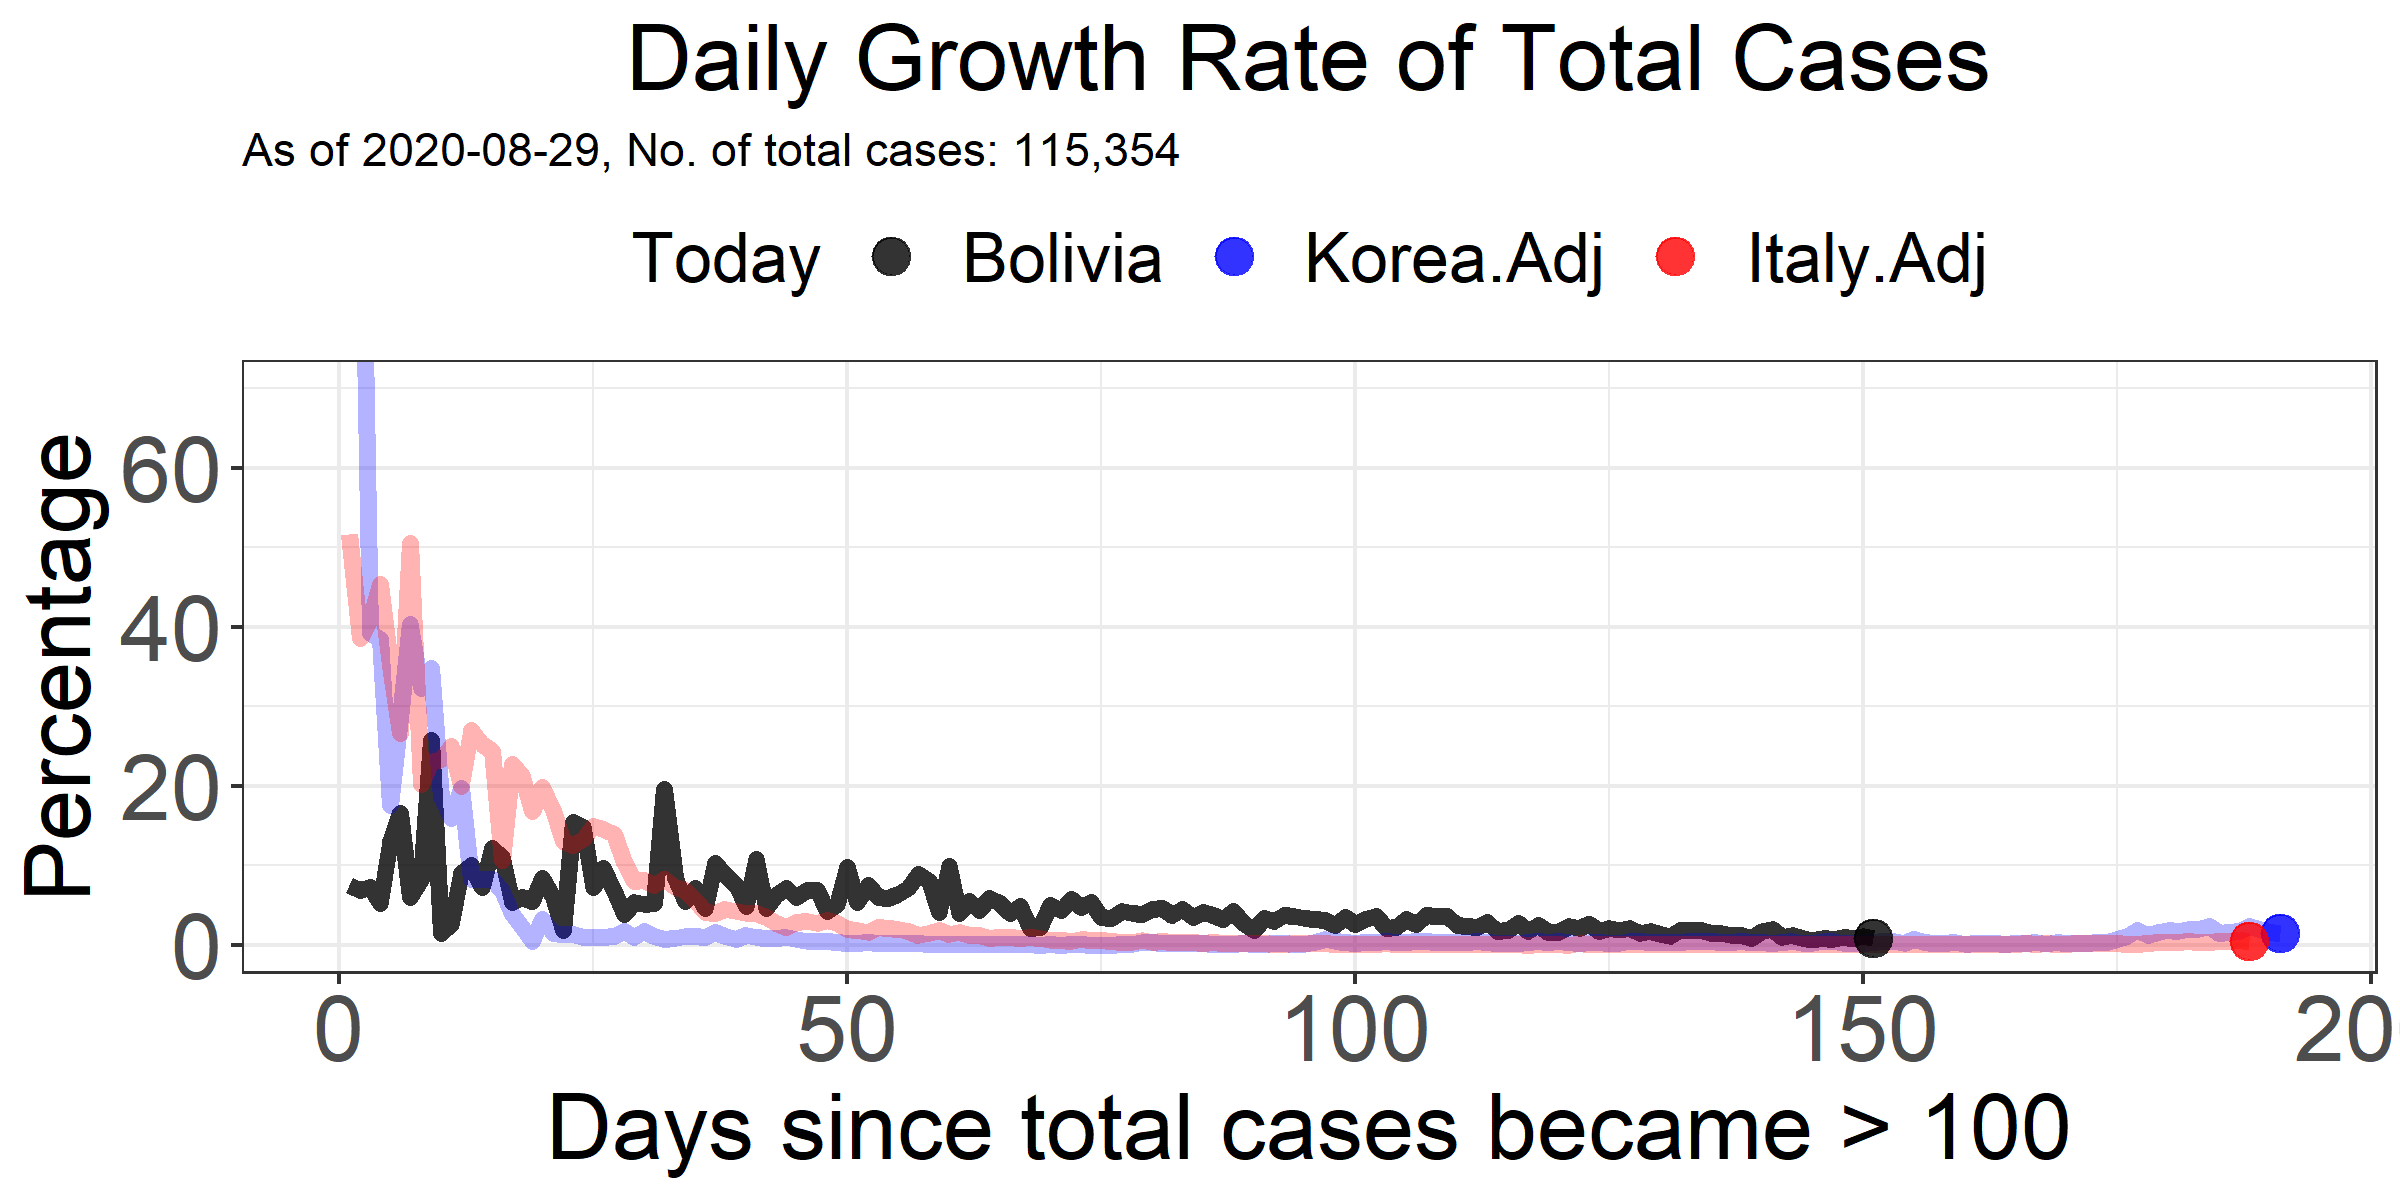 Daily Growth Rate of Total Cases
As of 2020-08-29, No. of total cases: 115,354
Today Bolivia Korea.Adj Italy.Adj
Percentage
60
40
20
0
0 50 100 150 20
Days since total cases became > 100